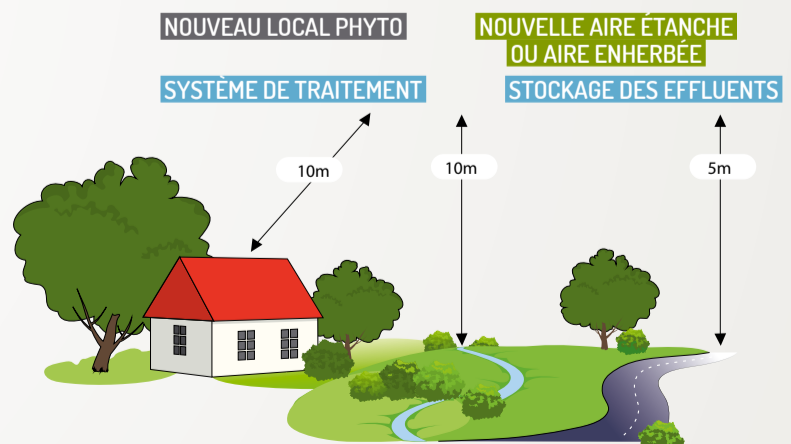 NOUVEAU LOCAL PHYTO
NOUVELLE AIRE ÉTANCHE
OU AIRE ENHERBÉE
SYSTÈME DE TRAITEMENT
STOCKAGE DES EFFLUENTS
10m
10m
5m